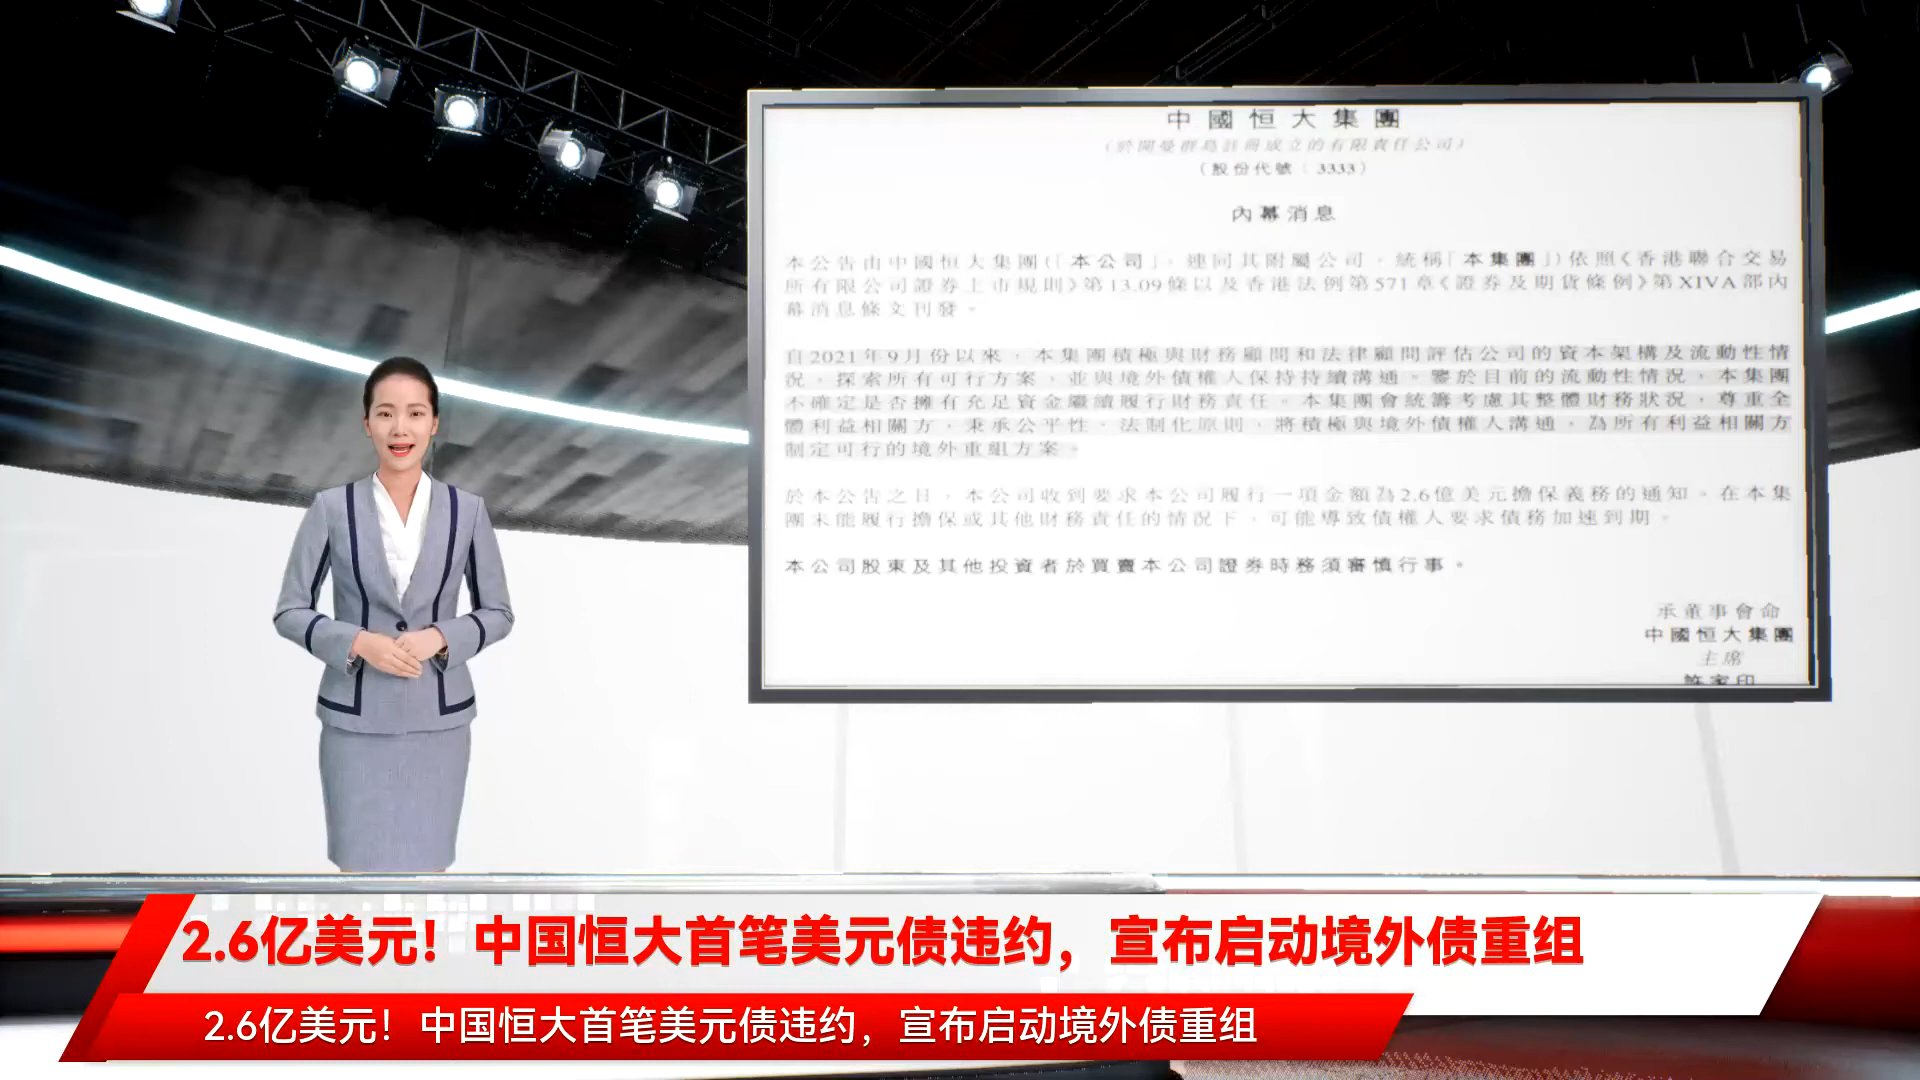 中國恒大集團
（於開曼群島註冊成立的有限責任公司）
（股份代號：3333）
內幕消息
本公告由中國恒大集團（「本公司」，連同其附屬公司，統稱「本集團」）依照《香港聯合交易
所有限公司證券上市規則》第13.09條以及香港法例第571章《證券及期貨條例》第XIVA部內
幕消息條文刊發。
自2021年9月份以來，本集團積極與財務顧問和法律顧問評估公司的資本架構及流動性情
況，探索所有可行方案，並與境外債權人保持持續溝通。鑒於目前的流動性情況，本集團
不確定是否擁有充足資金繼續履行財務責任。本集團會統籌考慮其整體財務狀況，尊重全
體利益相關方，秉承公平性、法制化原則，將積極與境外債權人溝通，為所有利益相關方
制定可行的境外重組方案。
於本公告之日，本公司收到要求本公司履行一項金額為2.6億美元擔保義務的通知。在本集
團未能履行擔保或其他財務責任的情況下，可能導致債權人要求債務加速到期。
本公司股東及其他投資者於買賣本公司證券時務須審慎行事。
承董事會命
中國恒大集團
主席
許家印
2.6亿美元！中国恒大首笔美元债违约，宣布启动境外债重组
2.6亿美元！中国恒大首笔美元债违约，宣布启动境外债重组